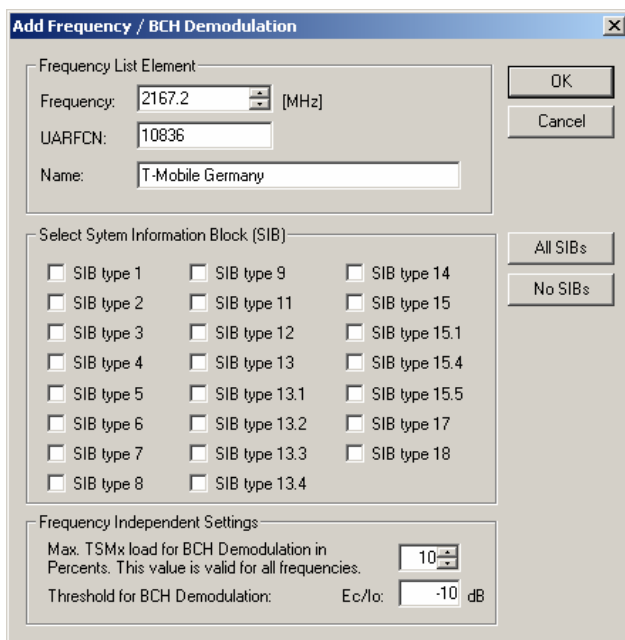 Add Frequency / BCH Demodulation
Frequency List Element
Frequency: 2167.2 [MHz]
UARFCN: 10836
Name: T-Mobile Germany
OK
Cancel
Select Sytem Information Block (SIB)
SIB type 1 SIB type 9 SIB type 14
SIB type 2 SIB type 11 SIB type 15
SIB type 3 SIB type 12 SIB type 15.1
SIB type 4 SIB type 13 SIB type 15.4
SIB type 5 SIB type 13.1 SIB type 15.5
SIB type 6 SIB type 13.2 SIB type 17
SIB type 7 SIB type 13.3 SIB type 18
SIB type 8 SIB type 13.4
All SIBs
No SIBs
Frequency Independent Settings
Max. TSMx load for BCH Demodulation in
Percents. This value is valid for all frequencies. 10
Threshold for BCH Demodulation: Ec/Io: -10 dB